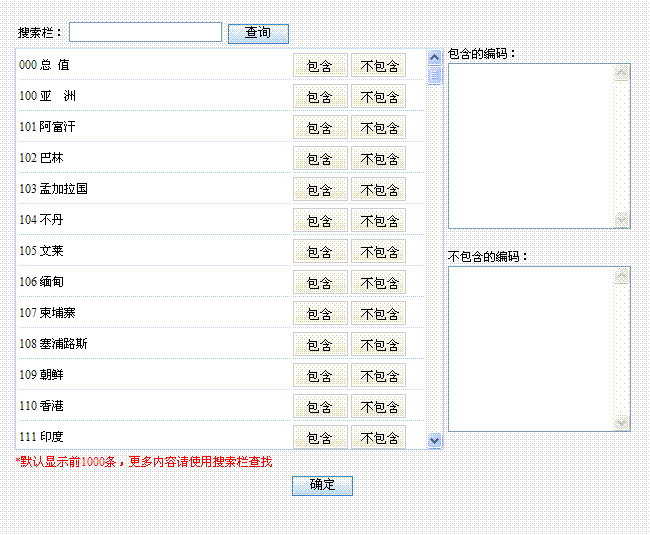 搜索栏： 查询
000 总 值 包含 不包含
100 亚 洲 包含 不包含
101 阿富汗 包含 不包含
102 巴林 包含 不包含
103 孟加拉国 包含 不包含
104 不丹 包含 不包含
105 文莱 包含 不包含
106 缅甸 包含 不包含
107 柬埔寨 包含 不包含
108 塞浦路斯 包含 不包含
109 朝鲜 包含 不包含
110 香港 包含 不包含
111 印度 包含 不包含
*默认显示前1000条，更多内容请使用搜索栏查找
包含的编码：
不包含的编码：
确定